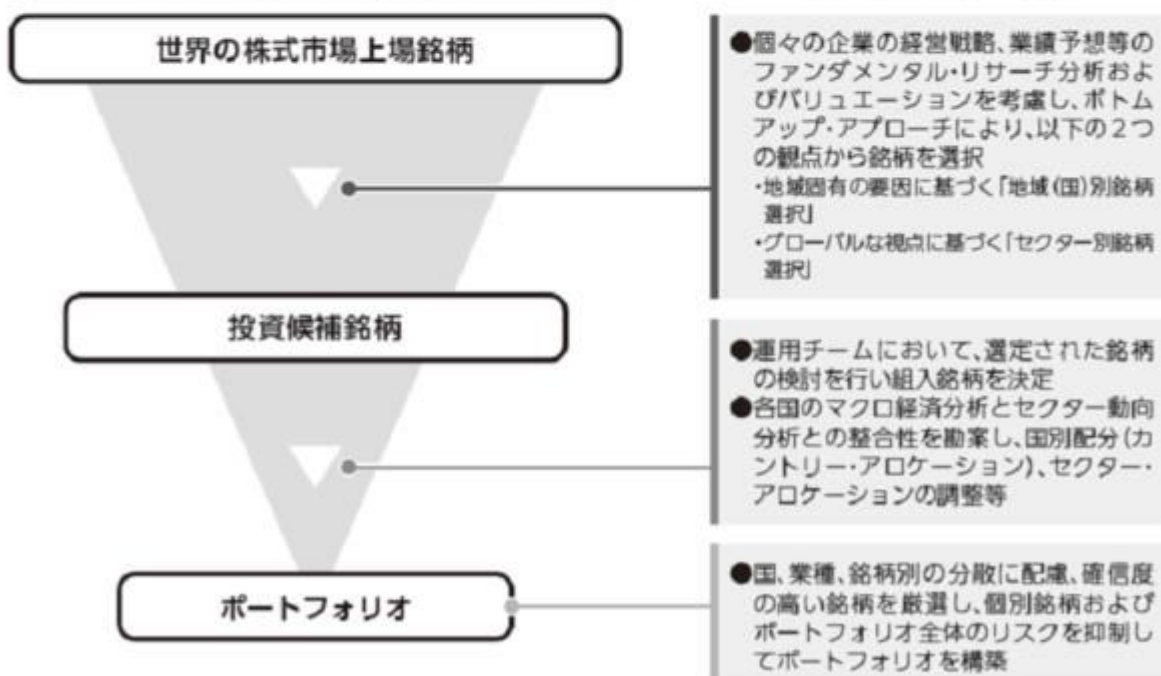 世界の株式市場上場銘柄
●個々の企業の経営戦略、業績予想等の
ファンダメンタル・リサーチ分析およ
びバリュエーションを考慮し、ボトム
アップ・アプローチにより、以下の2つ
の観点から銘柄を選択
・地域固有の要因に基づく「地域(国)別銘柄
選択」
・グローバルな視点に基づく「セクター別銘柄
選択」
投資候補銘柄
●運用チームにおいて、選定された銘柄
の検討を行い組入銘柄を決定
●各国のマクロ経済分析とセクター動向
分析との整合性を勘案し、国別配分(カ
ントリー・アロケーション)、セクター・
アロケーションの調整等
ポートフォリオ
●国、業種、銘柄別の分散に配慮、確信度
の高い銘柄を厳選し、個別銘柄および
ポートフォリオ全体のリスクを抑制し
てポートフォリオを構築